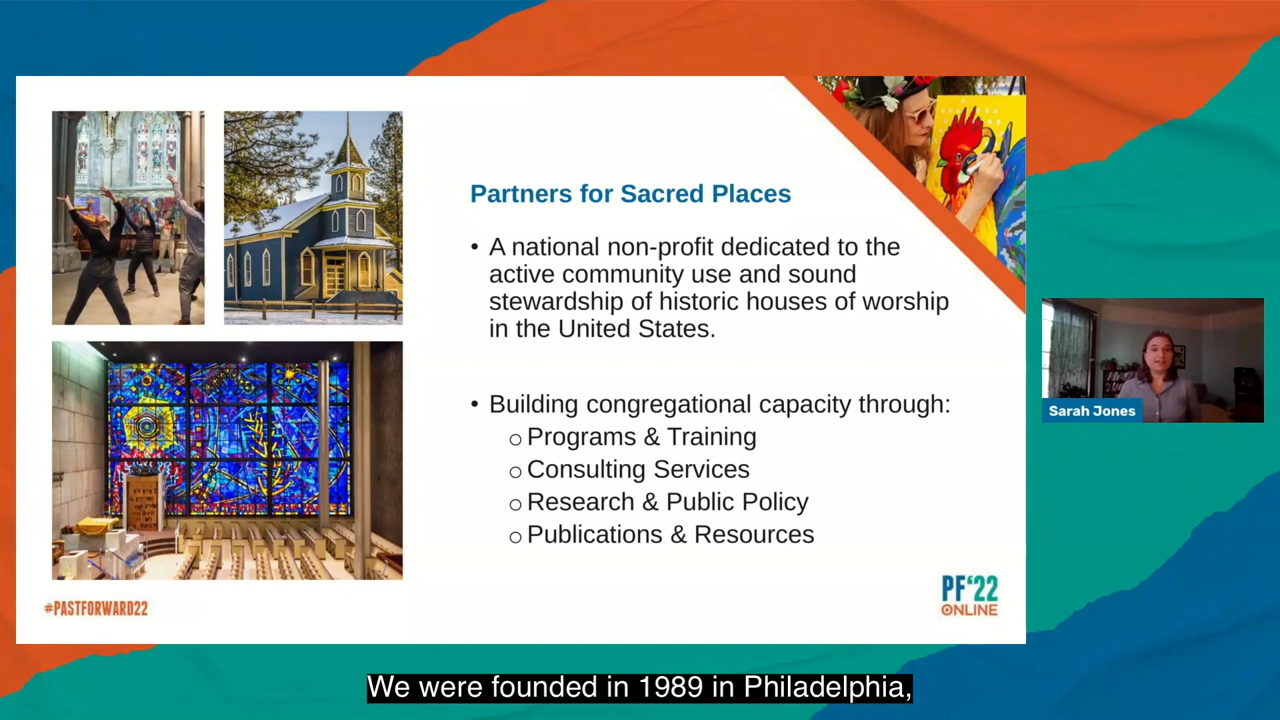 Partners for Sacred Places
• A national non-profit dedicated to the
active community use and sound
stewardship of historic houses of worship
in the United States.
• Building congregational capacity through:
o Programs & Training
o Consulting Services
o Research & Public Policy
o Publications & Resources
#PASTFORWARD22
PF'22
ONLINE
Sarah Jones
We were founded in 1989 in Philadelphia,